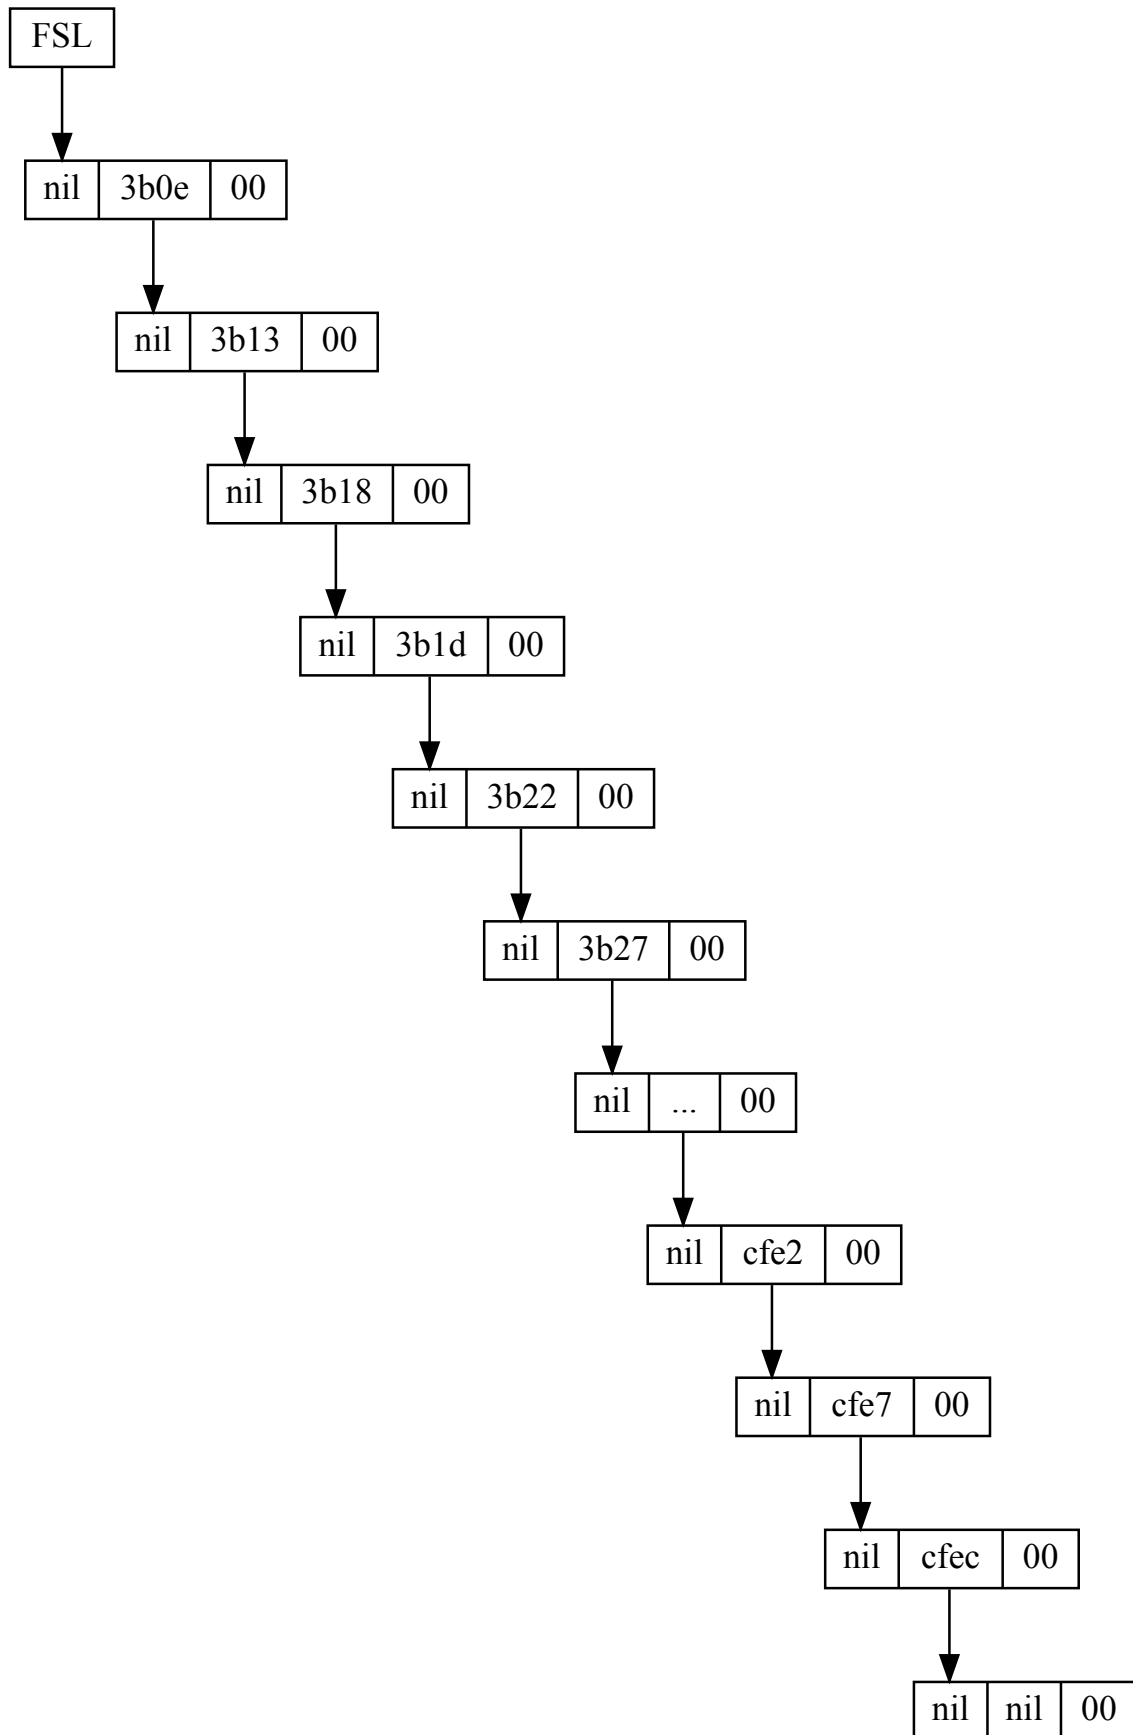 FSL
nil 3b0e 00
nil 3b13 00
nil 3b18 00
nil 3b1d 00
nil 3b22 00
nil 3b27 00
nil ... 00
nil cfe2 00
nil cfe7 00
nil cfec 00
nil nil 00